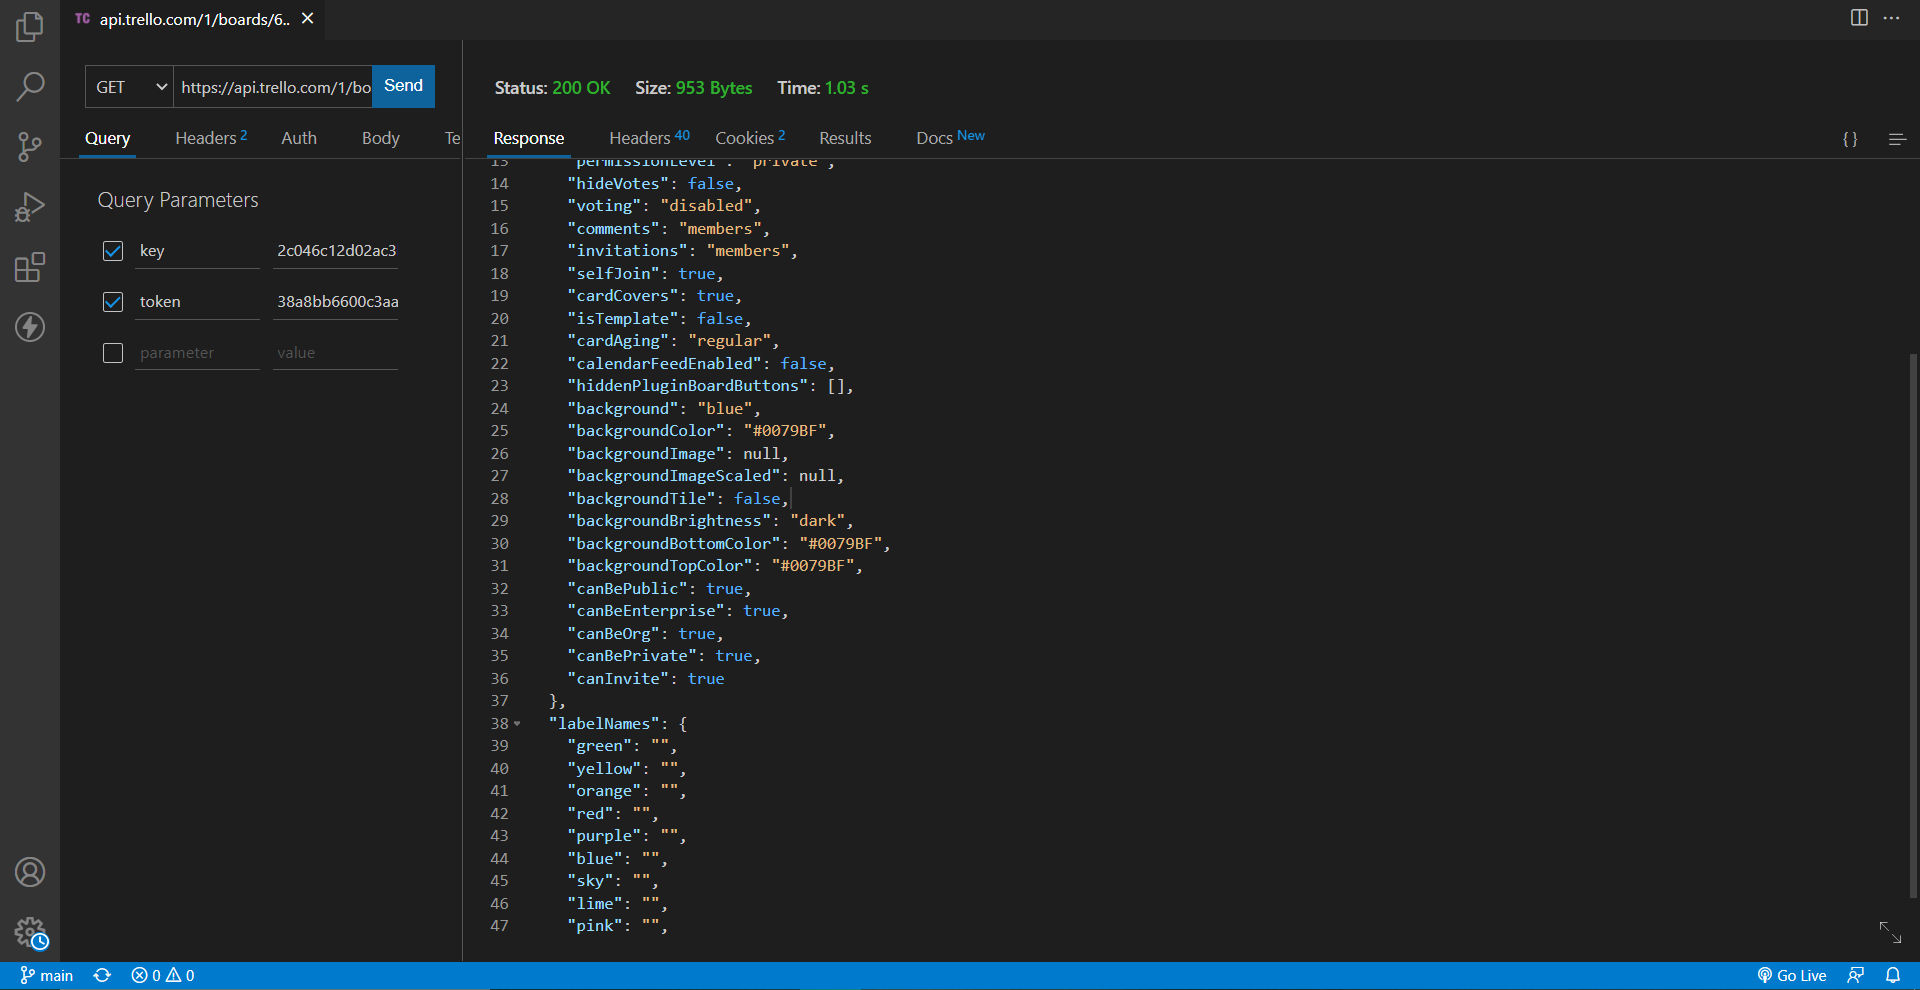 TC api.trello.com/1/boards/6..
GET https://api.trello.com/1/bo Send
Query Headers 2 Auth Body Te
Query Parameters
key 2c046c12d02ac3
token 38a8bb6600c3aa
parameter value
Status: 200 OK Size: 953 Bytes Time: 1.03 s
Response Headers 40 Cookies 2 Results Docs New {}
13 "permissionLevel": "private",
14 "hideVotes": false,
15 "voting": "disabled",
16 "comments": "members",
17 "invitations": "members",
18 "selfJoin": true,
19 "cardCovers": true,
20 "isTemplate": false,
21 "cardAging": "regular",
22 "calendarFeedEnabled": false,
23 "hiddenPluginBoardButtons": [],
24 "background": "blue",
25 "backgroundColor": "#0079BF",
26 "backgroundImage": null,
27 "backgroundImageScaled": null,
28 "backgroundTile": false,
29 "backgroundBrightness": "dark",
30 "backgroundBottomColor": "#0079BF",
31 "backgroundTopColor": "#0079BF",
32 "canBePublic": true,
33 "canBeEnterprise": true,
34 "canBeOrg": true,
35 "canBePrivate": true,
36 "canInvite": true
37 },
38 "labelNames": {
39 "green": "",
40 "yellow": "",
41 "orange": "",
42 "red": "",
43 "purple": "",
44 "blue": "",
45 "sky": "",
46 "lime": "",
47 "pink": "",
main 0 0 Go Live